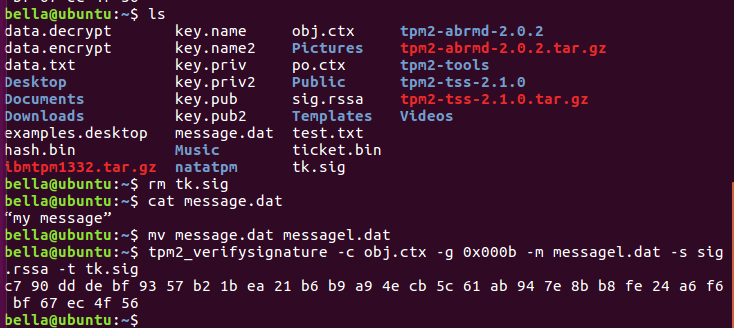 bella@ubuntu:~$ ls
data.decrypt key.name obj.ctx tpm2-abrmd-2.0.2
data.encrypt key.name2 Pictures tpm2-abrmd-2.0.2.tar.gz
data.txt key.priv po.ctx tpm2-tools
Desktop key.priv2 Public tpm2-tss-2.1.0
Documents key.pub sig.rssa tpm2-tss-2.1.0.tar.gz
Downloads key.pub2 Templates Videos
examples.desktop message.dat test.txt
hash.bin Music ticket.bin
ibmtpm1332.tar.gz natatpm tk.sig
bella@ubuntu:~$ rm tk.sig
bella@ubuntu:~$ cat message.dat
“my message”
bella@ubuntu:~$ mv message.dat messagel.dat
bella@ubuntu:~$ tpm2_verifysignature -c obj.ctx -g 0x000b -m messagel.dat -s sig
.rssa -t tk.sig
c7 90 dd de bf 93 57 b2 1b ea 21 b6 b9 a9 4e cb 5c 61 ab 94 7e 8b b8 fe 24 a6 f6
bf 67 ec 4f 56
bella@ubuntu:~$